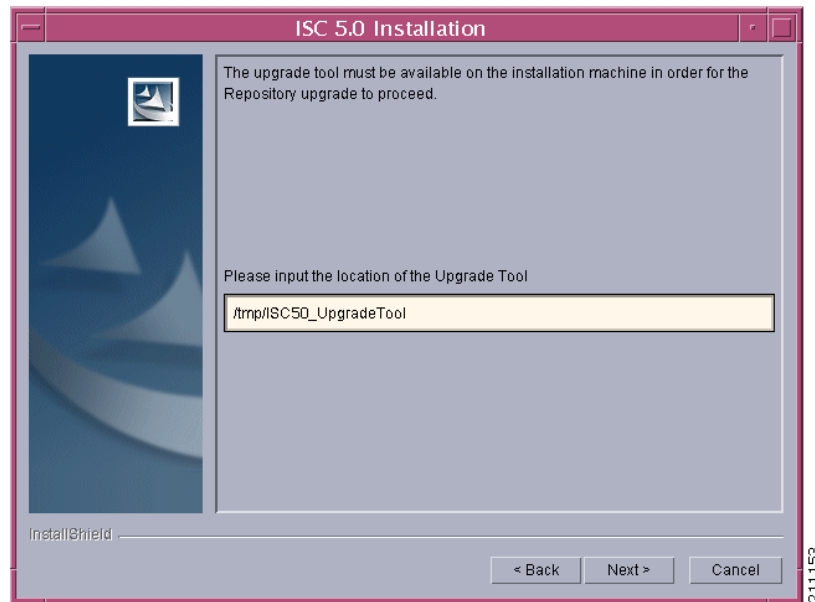 ISC 5.0 Installation
The upgrade tool must be available on the installation machine in order for the
Repository upgrade to proceed.
Please input the location of the Upgrade Tool
/tmp/ISC50_UpgradeTool
InstallShield
< Back
Next >
Cancel
211153